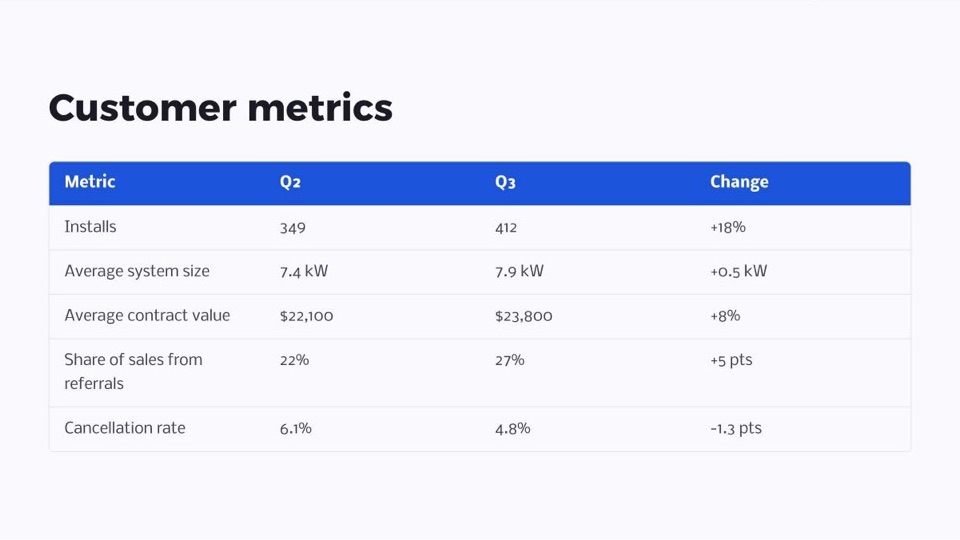 Customer metrics
Metric Q2 Q3 Change
Installs 349 412 +18%
Average system size 7.4 kW 7.9 kW +0.5 kW
Average contract value $22,100 $23,800 +8%
Share of sales from 22% 27% +5 pts
referrals
Cancellation rate 6.1% 4.8% -1.3 pts